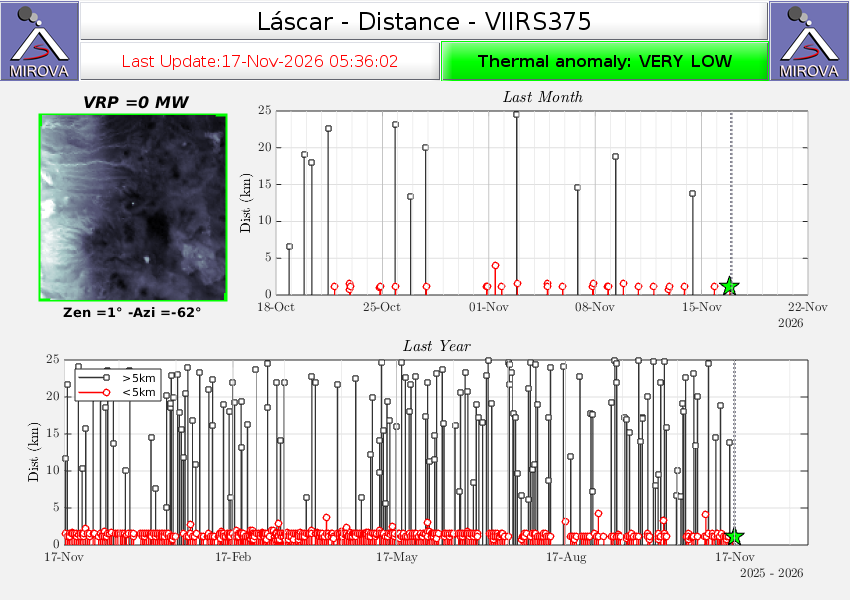 Láscar - Distance - VIIRS375
MIROVA
Last Update:17-Nov-2026 05:36:02
Thermal anomaly: VERY LOW
MIROVA
VRP =0 MW
Zen =1° -Azi =-62°
Last Month
Dist (km)
25
20
15
10
5
0
18-Oct 25-Oct 01-Nov 08-Nov 15-Nov 22-Nov
2026
Last Year
Dist (km)
25
20
15
10
5
0
>5km
<5km
17-Nov 17-Feb 17-May 17-Aug 17-Nov
2025 - 2026